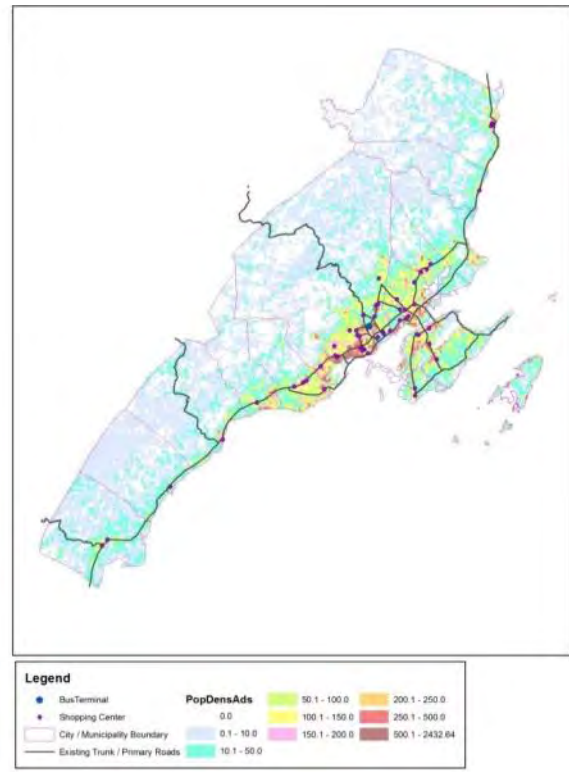 Legend
BusTerminal
Shopping Center
City / Municipality Boundary
Existing Trunk / Primary Roads
PopDensAds
0.0
0.1 - 10.0
10.1 - 50.0
50.1 - 100.0
100.1 - 150.0
150.1 - 200.0
200.1 - 250.0
250.1 - 500.0
500.1 - 2432.64